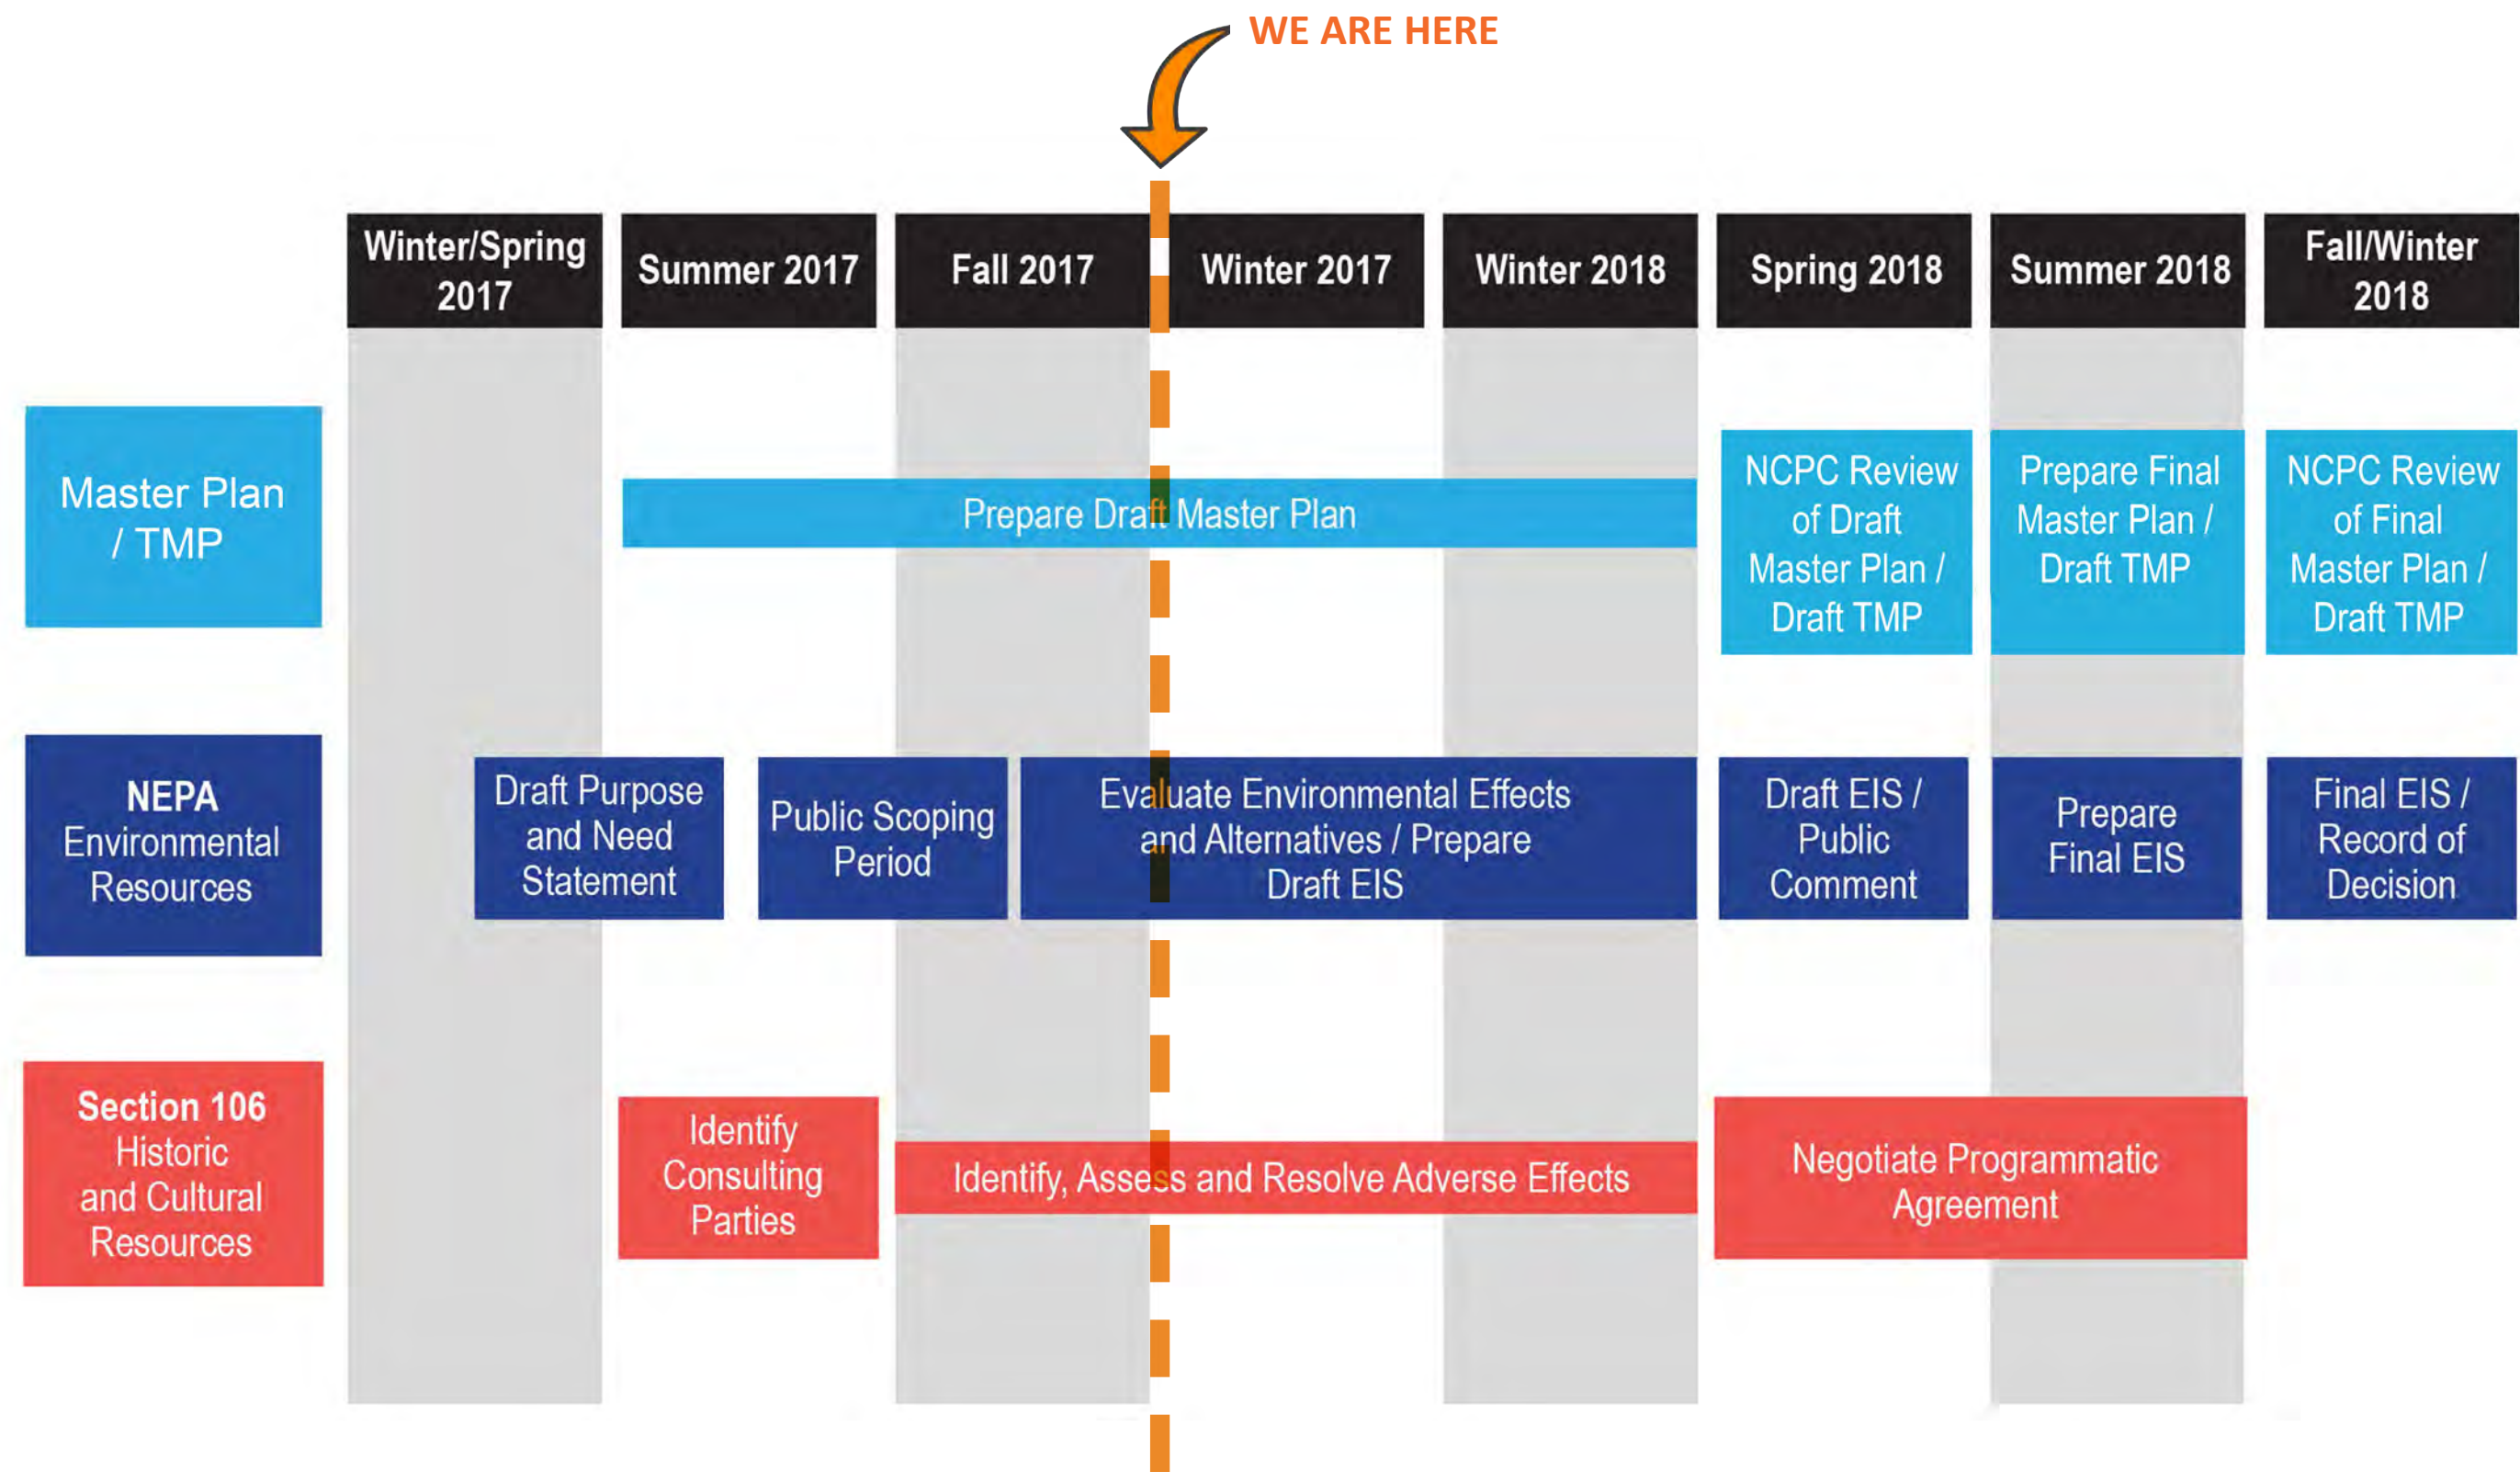 WE ARE HERE
Winter/Spring
2017
Summer 2017
Fall 2017
Winter 2017
Winter 2018
Spring 2018
Summer 2018
Fall/Winter
2018
Master Plan
/ TMP
Prepare Draft Master Plan
NCPC Review
of Draft
Master Plan /
Draft TMP
Prepare Final
Master Plan /
Draft TMP
NCPC Review
of Final
Master Plan /
Draft TMP
NEPA
Environmental
Resources
Draft Purpose
and Need
Statement
Public Scoping
Period
Evaluate Environmental Effects
and Alternatives / Prepare
Draft EIS
Draft EIS /
Public
Comment
Prepare
Final EIS
Final EIS /
Record of
Decision
Section 106
Historic
and Cultural
Resources
Identify
Consulting
Parties
Identify, Assess and Resolve Adverse Effects
Negotiate Programmatic
Agreement